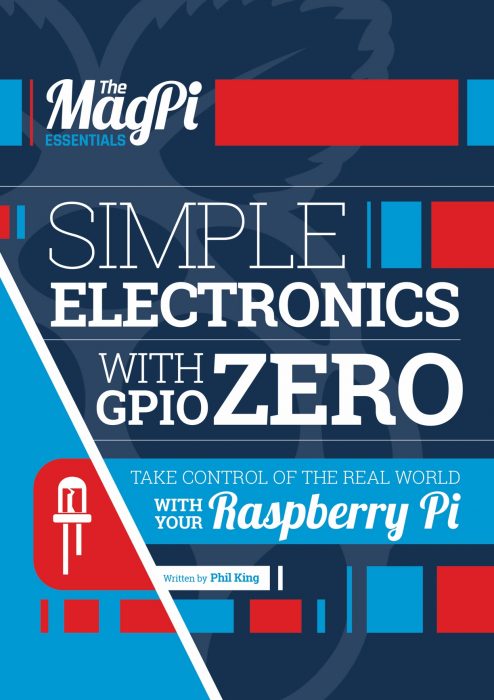 The
MagPi
ESSENTIALS
SIMPLE
ELECTRONICS
WITH
GPIO ZERO
TAKE CONTROL OF THE REAL WORLD
WITH
YOUR Raspberry Pi
Written by Phil King